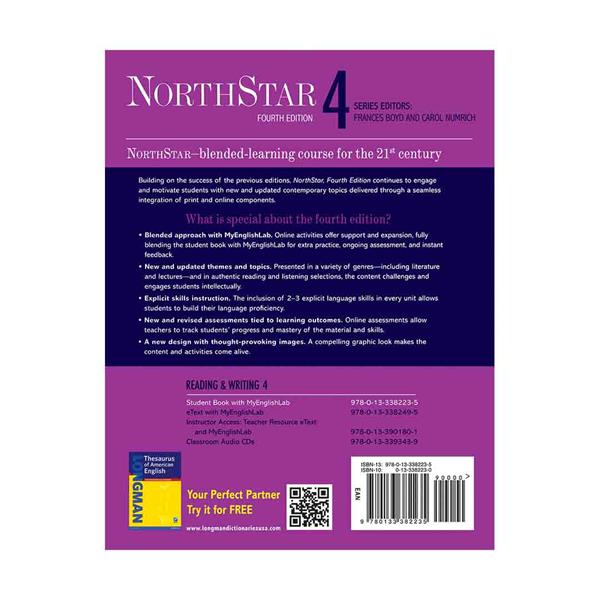 NORTHSTAR 4
FOURTH EDITION
SERIES EDITORS:
FRANCES BOYD AND CAROL NUMRICH
NORTHSTAR—blended-learning course for the 21st century
Building on the success of the previous editions, NorthStar, Fourth Edition continues to
engage and motivate students with new and updated contemporary topics delivered through a seamless
integration of print and online components.
What is special about the fourth edition?
• Blended approach with MyEnglishLab. Online activities offer support and expansion, fully
blending the student book with MyEnglishLab for extra practice, ongoing assessment, and instant
feedback.
• New and updated themes and topics. Presented in a variety of genres—including literature
and lectures—and in authentic reading and listening selections, the content challenges and
engages students intellectually.
• Explicit skills instruction. The inclusion of 2–3 explicit language skills in every unit allows
students to build their language proficiency.
• New and revised assessments tied to learning outcomes. Online assessments allow
teachers to track students' progress and mastery of the material and skills.
• A new design with thought-provoking images. A compelling graphic look makes the
content and activities come alive.
READING & WRITING 4
Student Book with MyEnglishLab 978-0-13-338223-5
eText with MyEnglishLab 978-0-13-338249-5
Instructor Access: Teacher Resource eText
and MyEnglishLab 978-0-13-390180-1
Classroom Audio CDs 978-0-13-339343-9
LONGMAN
Thesaurus
of American
English
Your Perfect Partner
Try it for FREE
www.longmandictionariesusa.com
ISBN-13: 978-0-13-338223-5
ISBN-10: 0-13-338223-0
EAN
90000
9 780133 382235